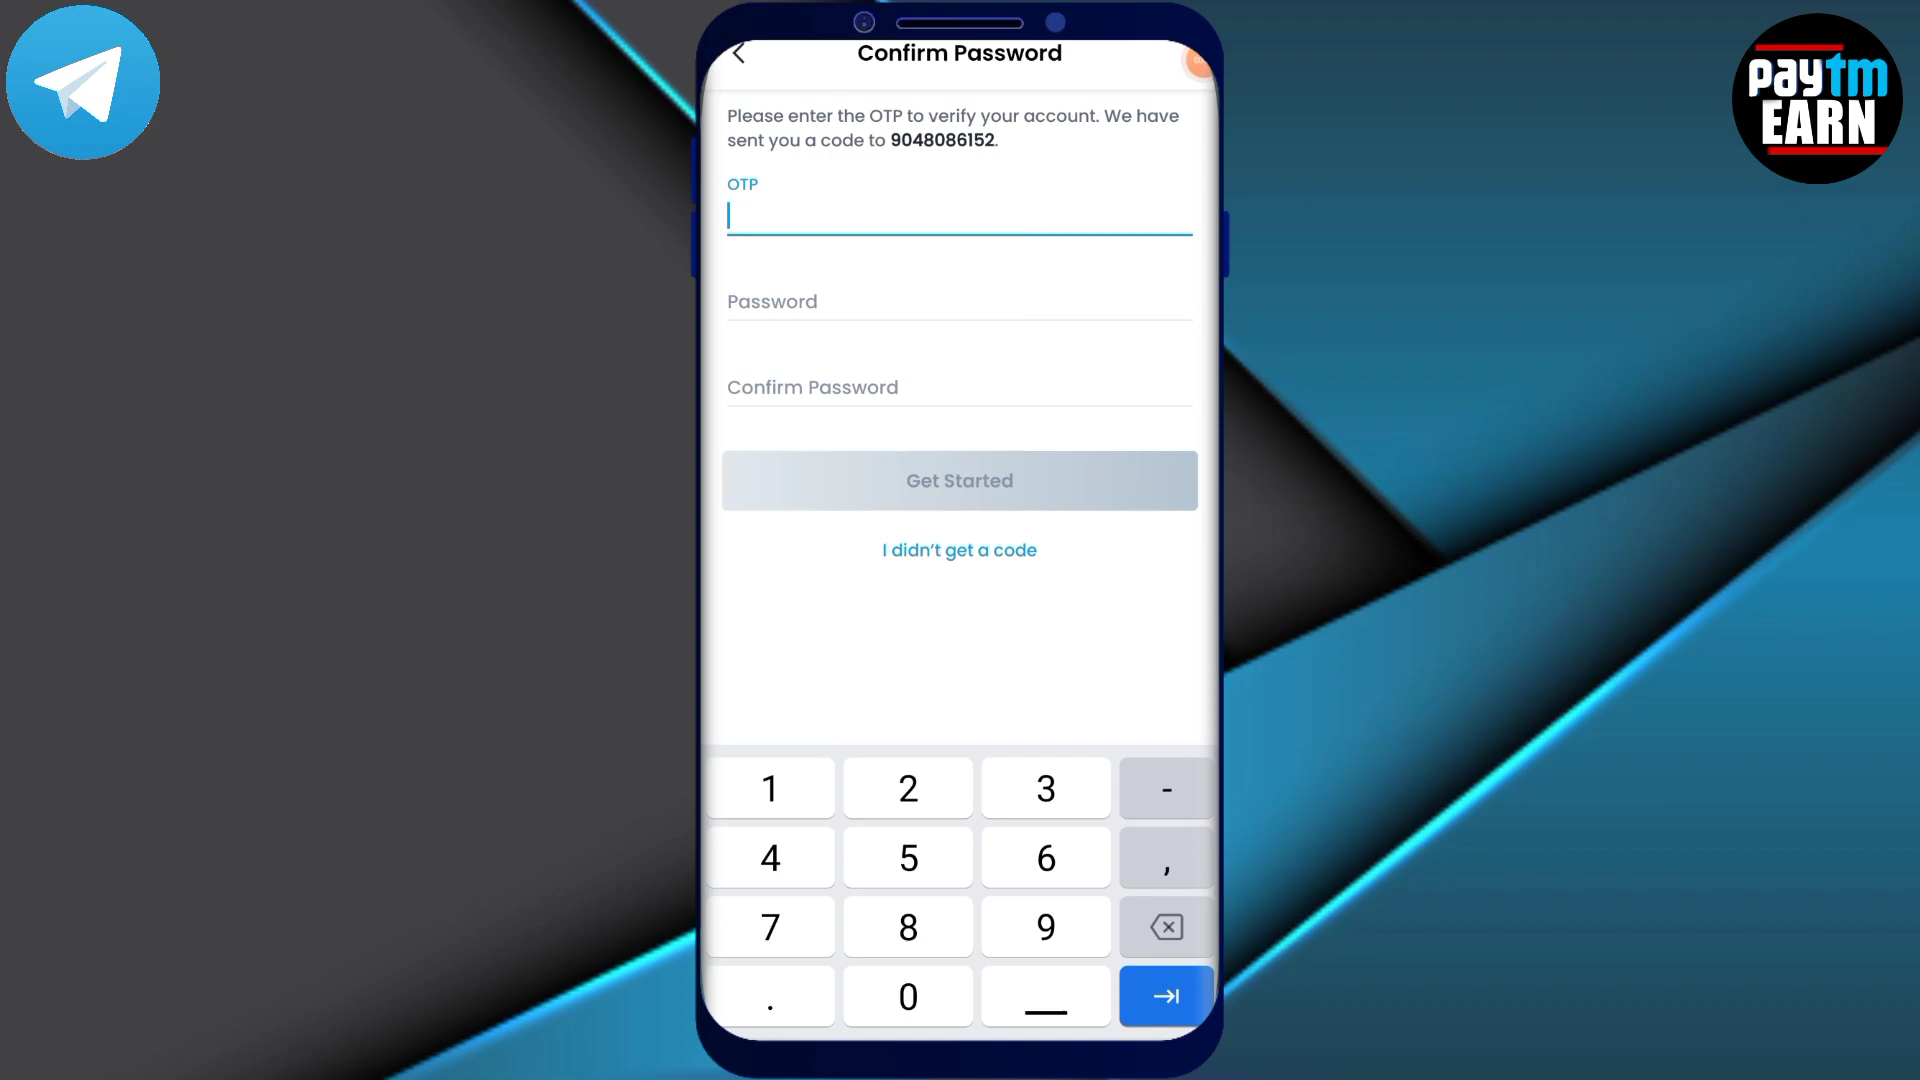 Confirm Password
Please enter the OTP to verify your account. We have
sent you a code to 9048086152.
OTP
Password
Confirm Password
Get Started
I didn't get a code
1 2 3 -
4 5 6 ,
7 8 9
. 0
paytm
EARN